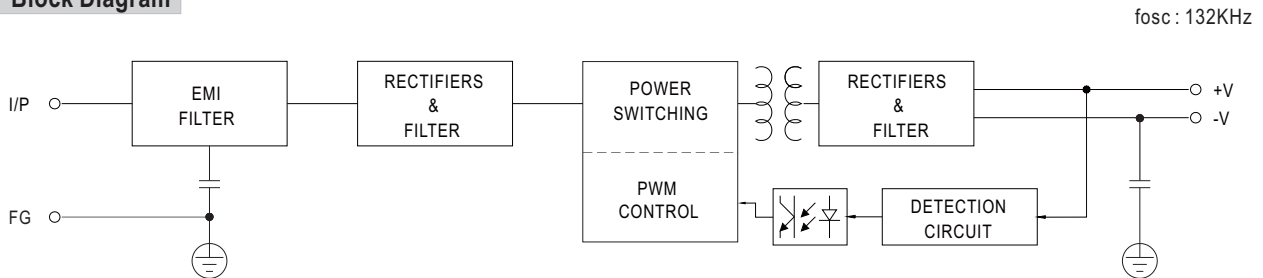 Block Diagram
fosc : 132KHz
I/P
EMI
FILTER
RECTIFIERS
&
FILTER
POWER
SWITCHING
PWM
CONTROL
RECTIFIERS
&
FILTER
+V
-V
DETECTION
CIRCUIT
FG